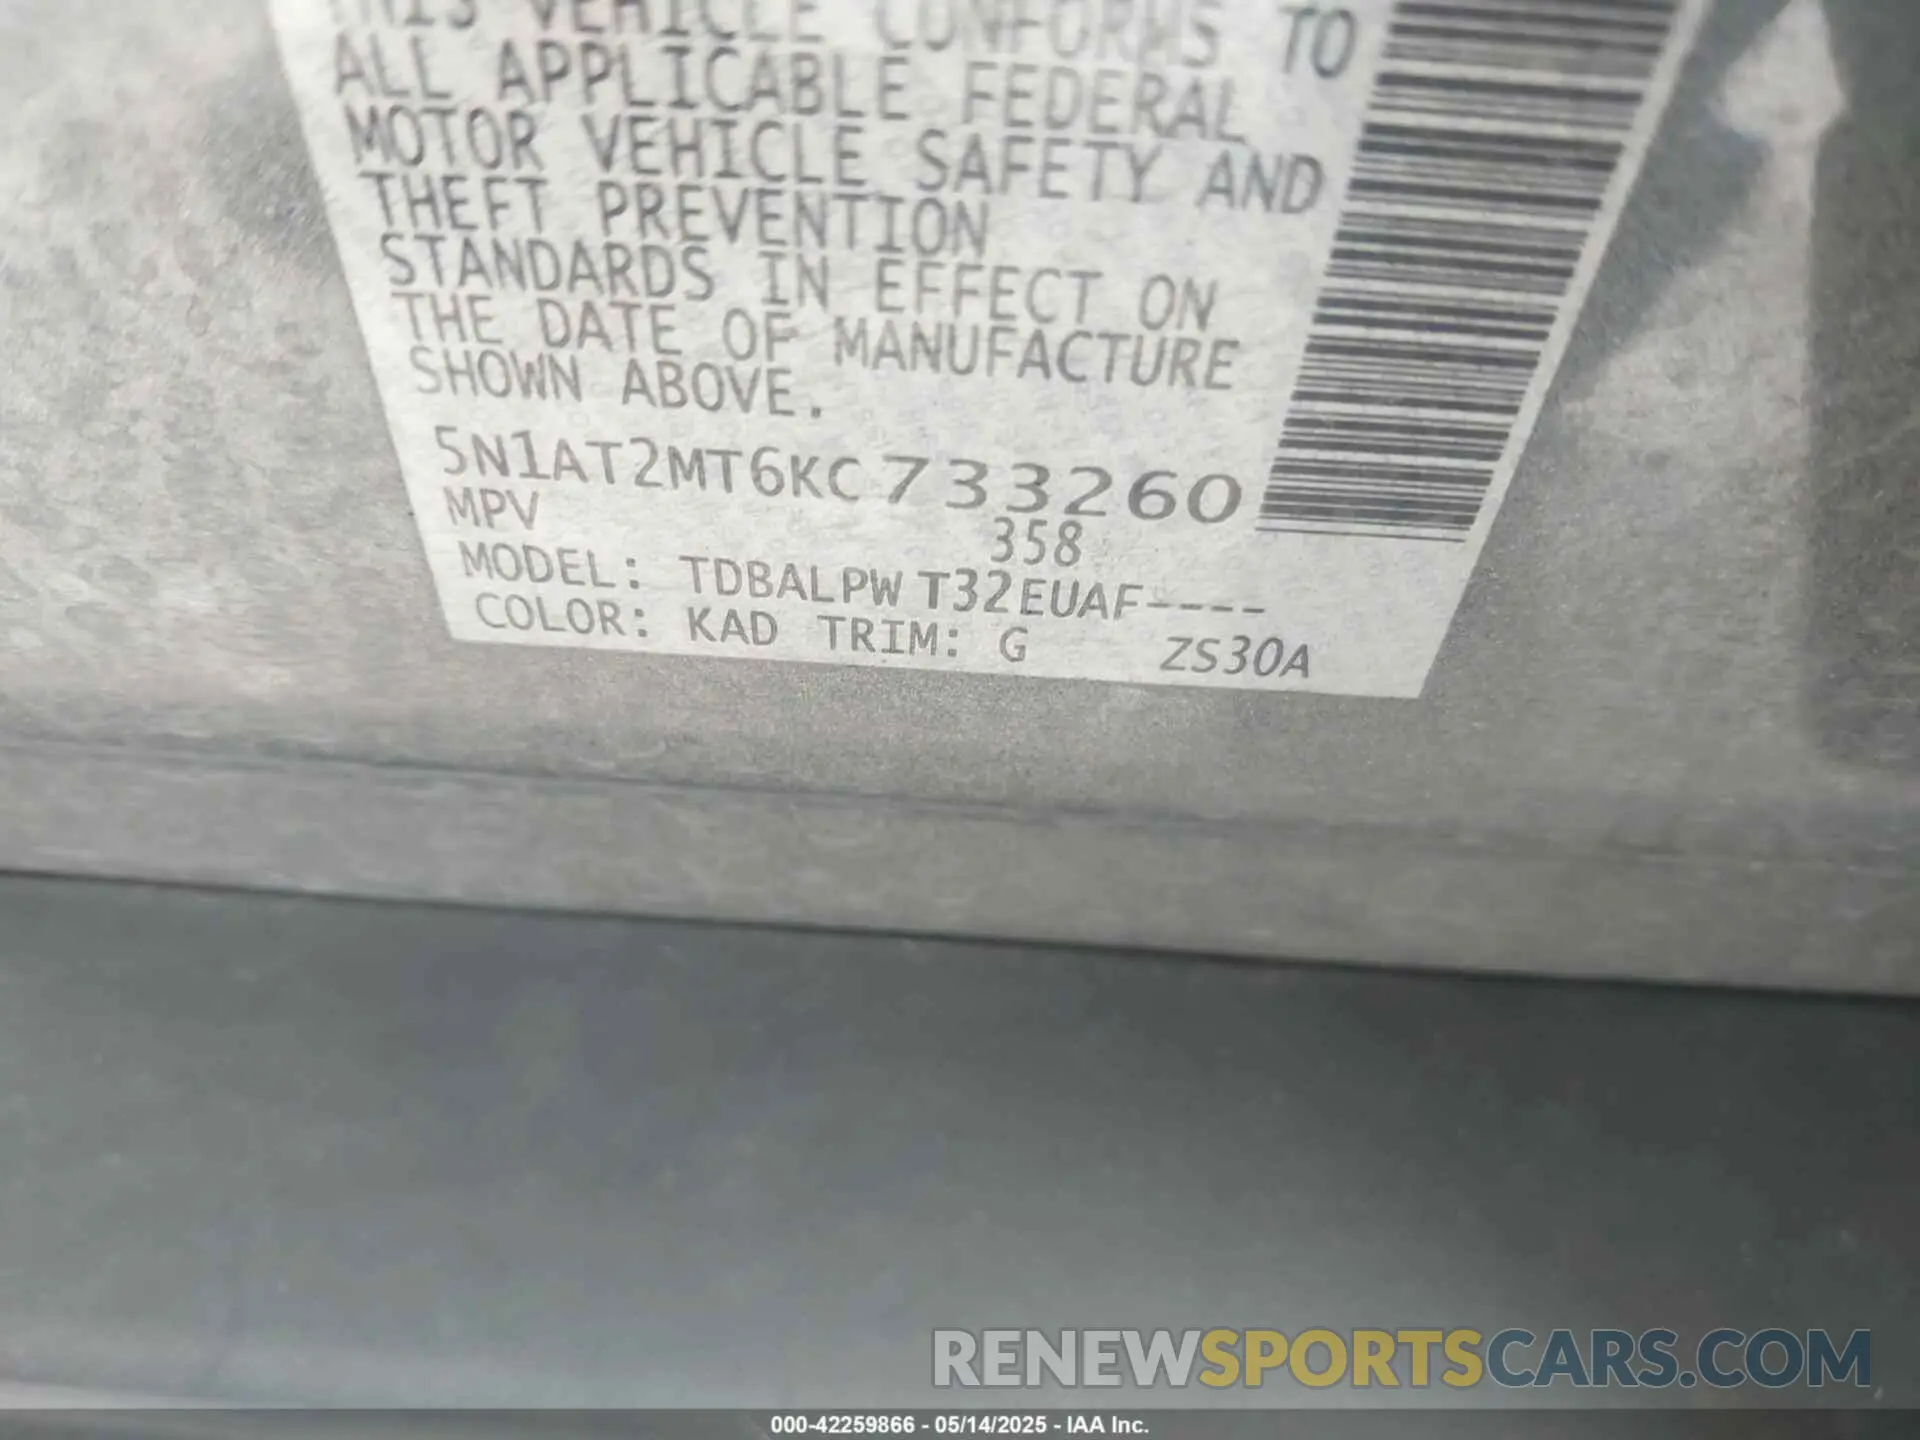 THIS VEHICLE CONFORMS TO
ALL APPLICABLE FEDERAL
MOTOR VEHICLE SAFETY AND
THEFT PREVENTION
STANDARDS IN EFFECT ON
THE DATE OF MANUFACTURE
SHOWN ABOVE.
5N1AT2MT6KC733260
MPV 358
MODEL: TDBALPW T32EUAF----
COLOR: KAD TRIM: G ZS30A
RENEWSPORTSCARS.COM
000-42259866 - 05/14/2025 - IAA Inc.